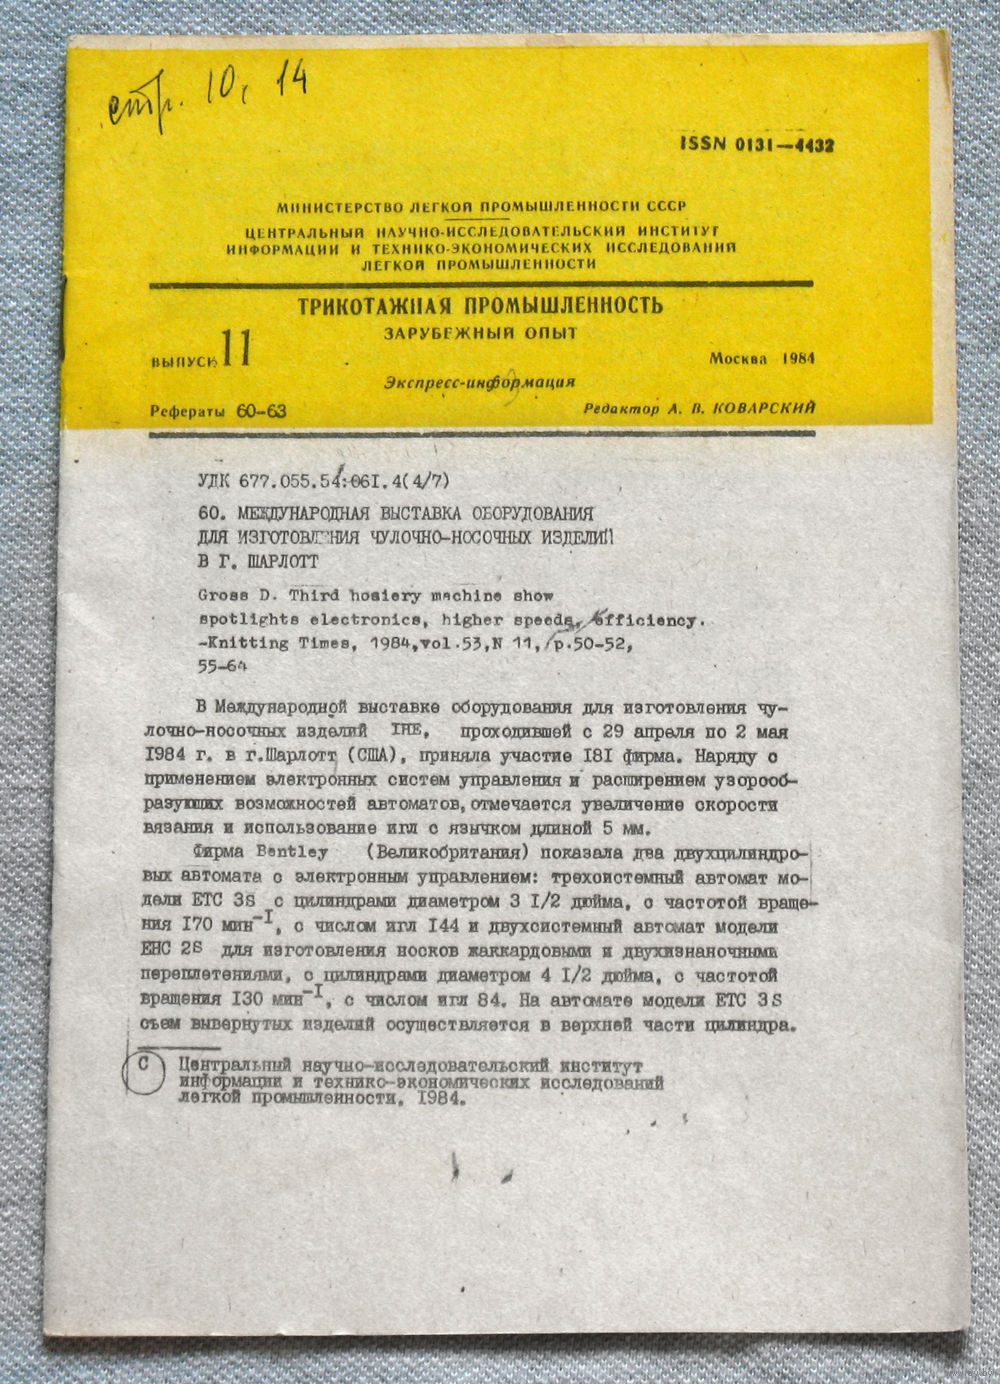 стр. 10, 14
ISSN 0131—4432
МИНИСТЕРСТВО ЛЕГКОЙ ПРОМЫШЛЕННОСТИ СССР
ЦЕНТРАЛЬНЫЙ НАУЧНО-ИССЛЕДОВАТЕЛЬСКИЙ ИНСТИТУТ
ИНФОРМАЦИИ И ТЕХНИКО-ЭКОНОМИЧЕСКИХ ИССЛЕДОВАНИЙ
ЛЕГКОЙ ПРОМЫШЛЕННОСТИ
ТРИКОТАЖНАЯ ПРОМЫШЛЕННОСТЬ
ЗАРУБЕЖНЫЙ ОПЫТ
ВЫПУСК 11
Москва 1984
Экспресс-информация
Рефераты 60-63
Редактор А. В. КОВАРСКИЙ
УДК 677.055.54:061.4(4/7)
60. МЕЖДУНАРОДНАЯ ВЫСТАВКА ОБОРУДОВАНИЯ
ДЛЯ ИЗГОТОВЛЕНИЯ ЧУЛОЧНО-НОСОЧНЫХ ИЗДЕЛИЙ
В Г. ШАРЛОТТ
Gross D. Third hosiery machine show
spotlights electronics, higher speeds, efficiency.
-Knitting Times, 1984,vol.53,N 11, p.50-52,
55-64
В Международной выставке оборудования для изготовления чу-
лочно-носочных изделий IHE, проходившей с 29 апреля по 2 мая
1984 г. в г.Шарлотт (США), приняла участие 181 фирма. Наряду с
применением электронных систем управления и расширением узорооб-
разующих возможностей автоматов, отмечается увеличение скорости
вязания и использование игл с язычком длиной 5 мм.
Фирма Bentley (Великобритания) показала два двухцилиндро-
вых автомата с электронным управлением: трехсистемный автомат мо-
дели ETC 3S с цилиндрами диаметром 3 1/2 дюйма, с частотой враще-
ния 170 мин⁻¹, с числом игл 144 и двухсистемный автомат модели
EHC 2S для изготовления носков жаккардовыми и двухизнаночными
переплетениями, с цилиндрами диаметром 4 1/2 дюйма, с частотой
вращения 130 мин⁻¹, с числом игл 84. На автомате модели ETC 3S
съем вывернутых изделий осуществляется в верхней части цилиндра.
С Центральный научно-исследовательский институт
информации и технико-экономических исследований
легкой промышленности, 1984.